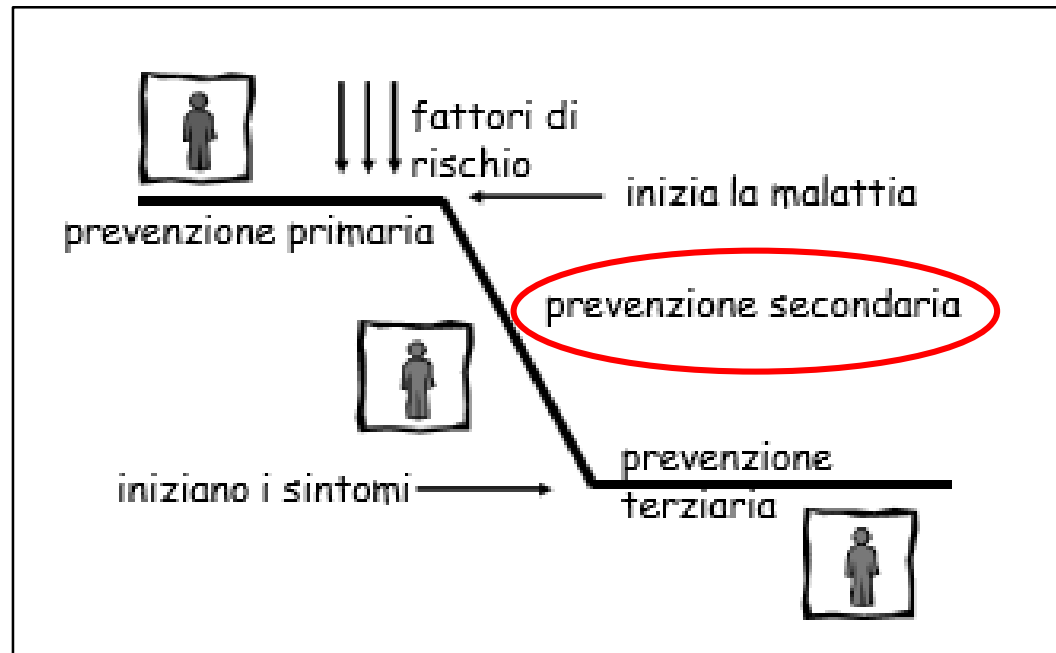 fattori di
rischio
inizia la malattia
prevenzione primaria
prevenzione secondaria
prevenzione
terziaria
iniziano i sintomi